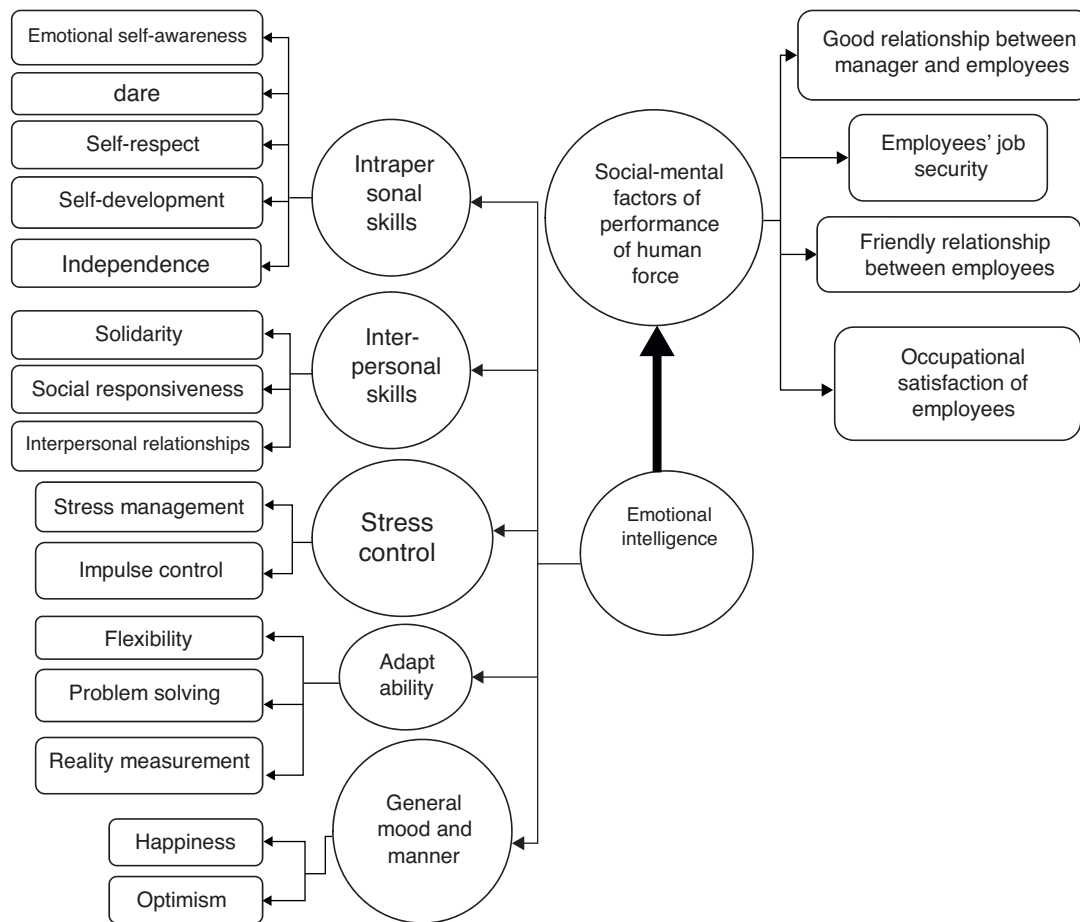 Emotional self-awareness
dare
Self-respect
Self-development
Independence
Intraper
sonal
skills
Solidarity
Social responsiveness
Interpersonal relationships
Inter-
personal
skills
Stress management
Impulse control
Stress
control
Flexibility
Problem solving
Reality measurement
Adapt
ability
Happiness
Optimism
General
mood and
manner
Emotional
intelligence
Social-mental
factors of
performance
of human
force
Good relationship between
manager and employees
Employees’ job
security
Friendly relationship
between employees
Occupational
satisfaction of
employees